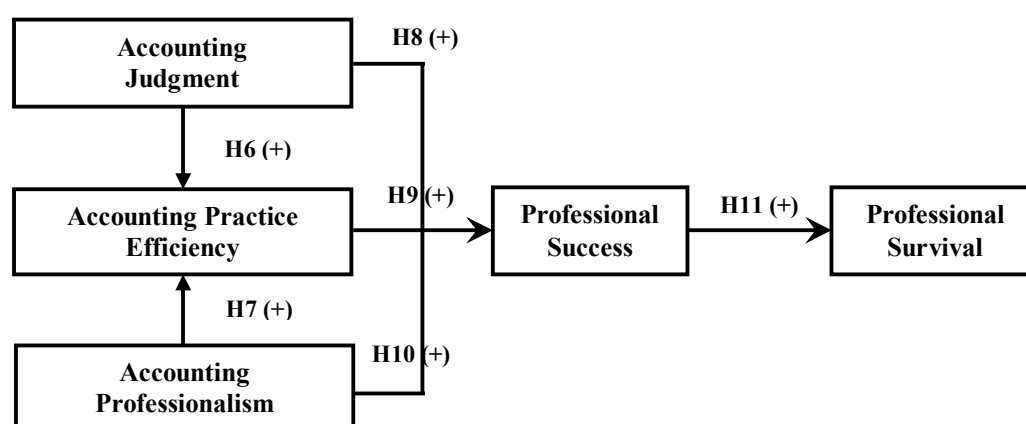 Accounting
Judgment
H8 (+)
H6 (+)
Accounting Practice
Efficiency
H9 (+)
Professional
Success
H11 (+)
Professional
Survival
H7 (+)
H10 (+)
Accounting
Professionalism